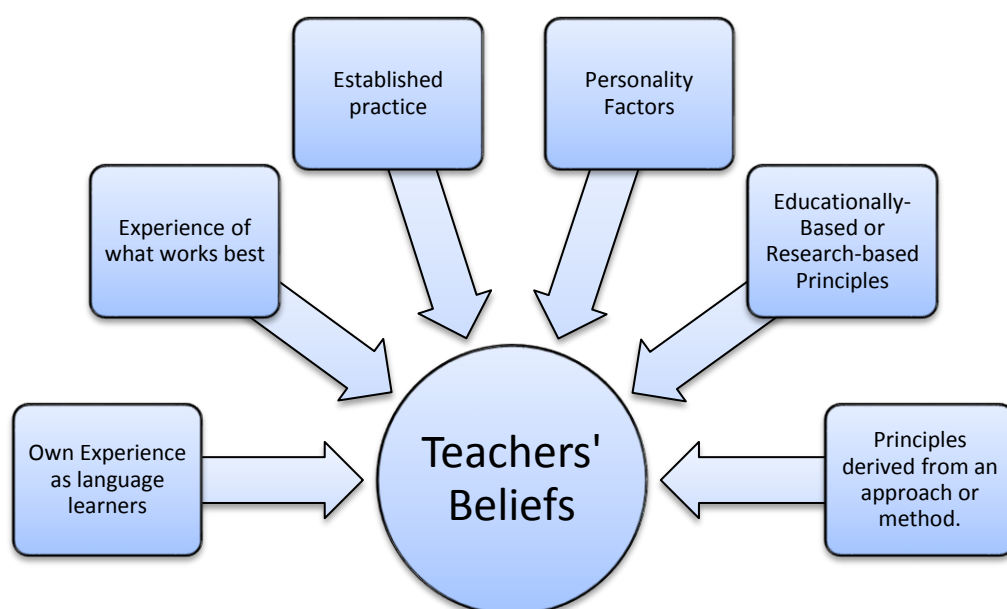 Established
practice
Personality
Factors
Experience of
what works best
Educationally-
Based or
Research-based
Principles
Own Experience
as language
learners
Teachers'
Beliefs
Principles
derived from an
approach or
method.